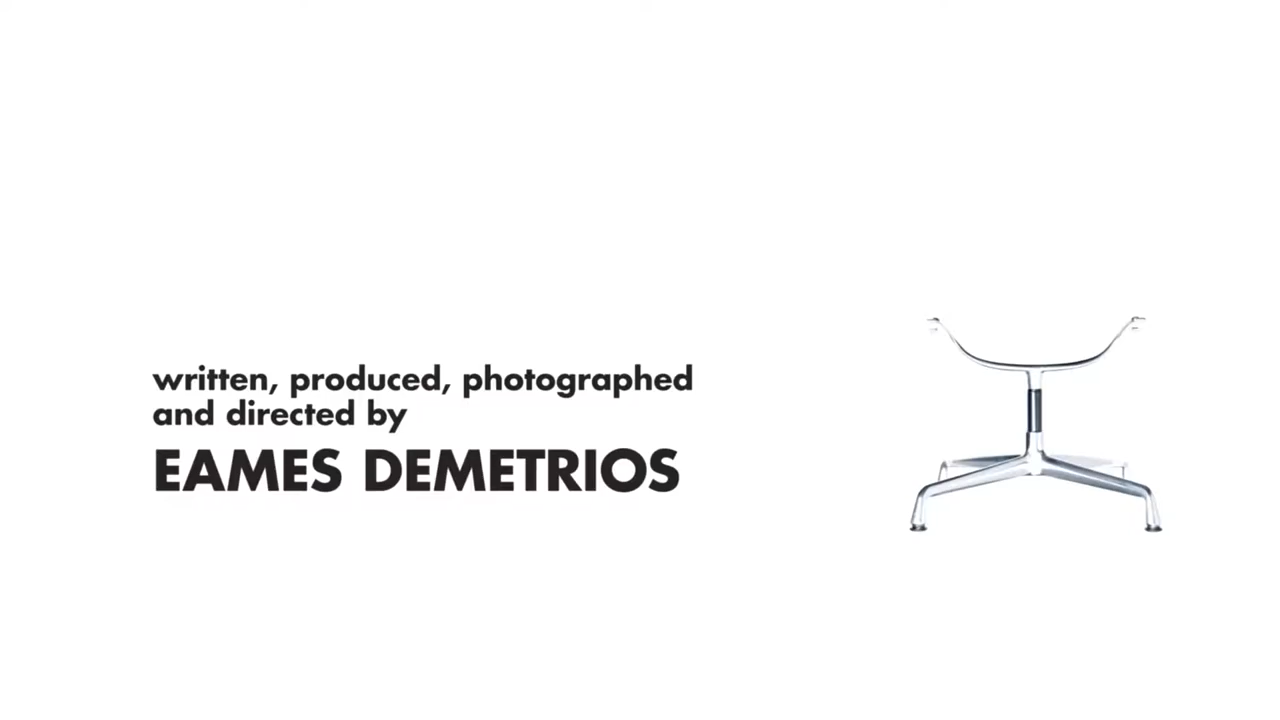 written, produced, photographed
and directed by
EAMES DEMETRIOS